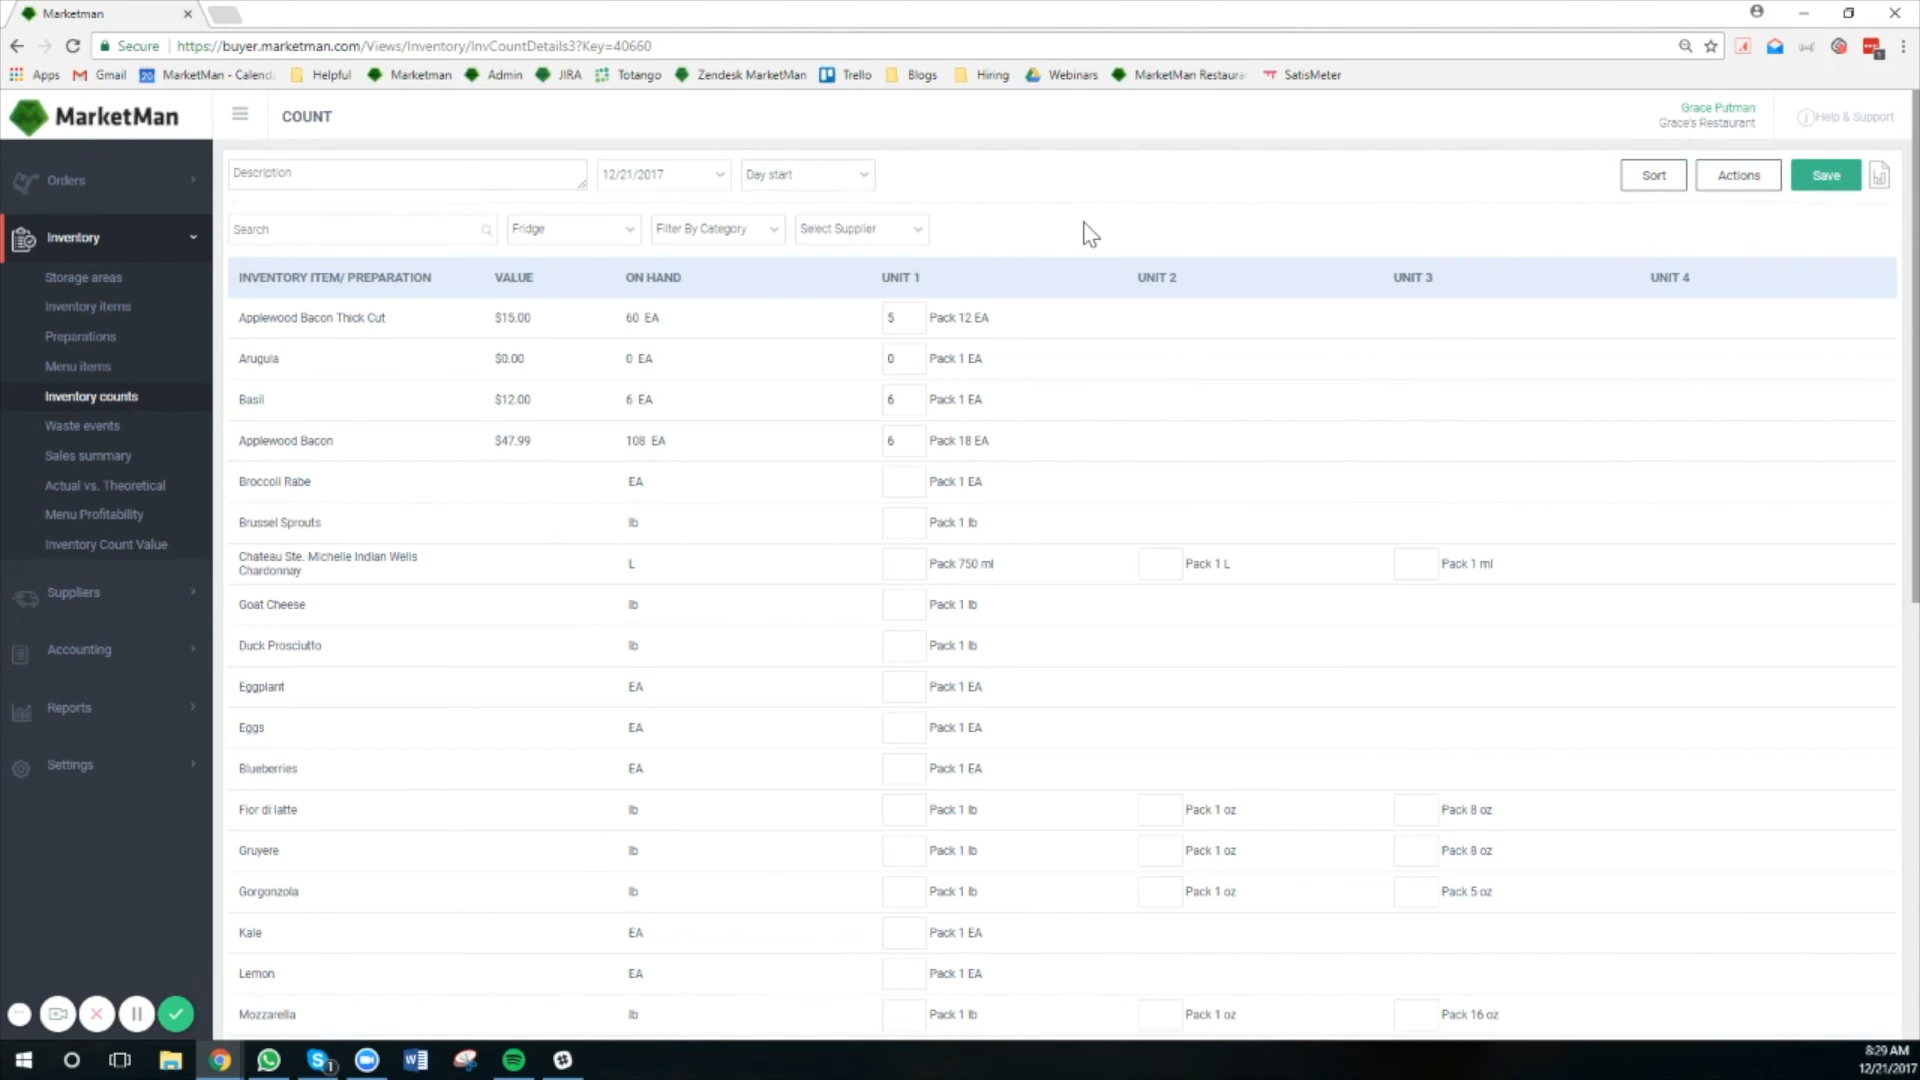 Marketman
Secure https://buyer.marketman.com/Views/Inventory/InvCountDetails3?Key=40660
Apps Gmail 20 MarketMan - Calend Helpful Marketman Admin JIRA Totango Zendesk MarketMan Trello Blogs Hiring Webinars MarketMan Restaura SatisMeter
MarketMan COUNT Grace Putman
Grace's Restaurant
Help & Support
Orders
Inventory
Storage areas
Inventory items
Preparations
Menu items
Inventory counts
Waste events
Sales summary
Actual vs. Theoretical
Menu Profitability
Inventory Count Value
Suppliers
Accounting
Reports
Settings
Description 12/21/2017 Day start Sort Actions Save
Search Fridge Filter By Category Select Supplier
INVENTORY ITEM/ PREPARATION VALUE ON HAND UNIT 1 UNIT 2 UNIT 3 UNIT 4
Applewood Bacon Thick Cut $15.00 60 EA 5 Pack 12 EA
Arugula $0.00 0 EA 0 Pack 1 EA
Basil $12.00 6 EA 6 Pack 1 EA
Applewood Bacon $47.99 108 EA 6 Pack 18 EA
Broccoli Rabe EA Pack 1 EA
Brussel Sprouts lb Pack 1 lb
Chateau Ste. Michelle Indian Wells
Chardonnay L Pack 750 ml Pack 1 L Pack 1 ml
Goat Cheese lb Pack 1 lb
Duck Prosciutto lb Pack 1 lb
Eggplant EA Pack 1 EA
Eggs EA Pack 1 EA
Blueberries EA Pack 1 EA
Fior di latte lb Pack 1 lb Pack 1 oz Pack 8 oz
Gruyere lb Pack 1 lb Pack 1 oz Pack 8 oz
Gorgonzola lb Pack 1 lb Pack 1 oz Pack 5 oz
Kale EA Pack 1 EA
Lemon EA Pack 1 EA
Mozzarella lb Pack 1 lb Pack 1 oz Pack 16 oz
8:29 AM
12/21/2017